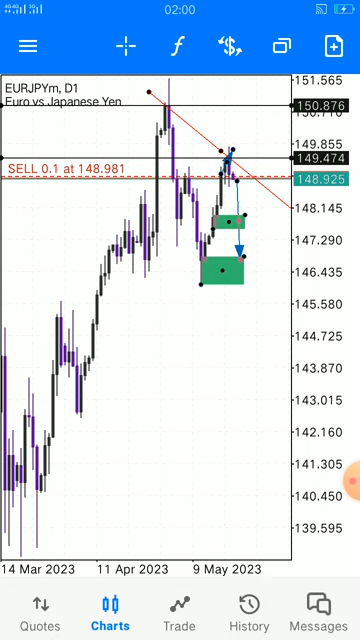 02:00
EURJPYm, D1
Euro vs Japanese Yen
SELL 0.1 at 148.981
151.565
150.876
149.855
149.474
148.925
148.145
147.290
146.435
145.580
144.725
143.870
143.015
142.160
141.305
140.450
139.595
14 Mar 2023
11 Apr 2023
9 May 2023
Quotes
Charts
Trade
History
Messages